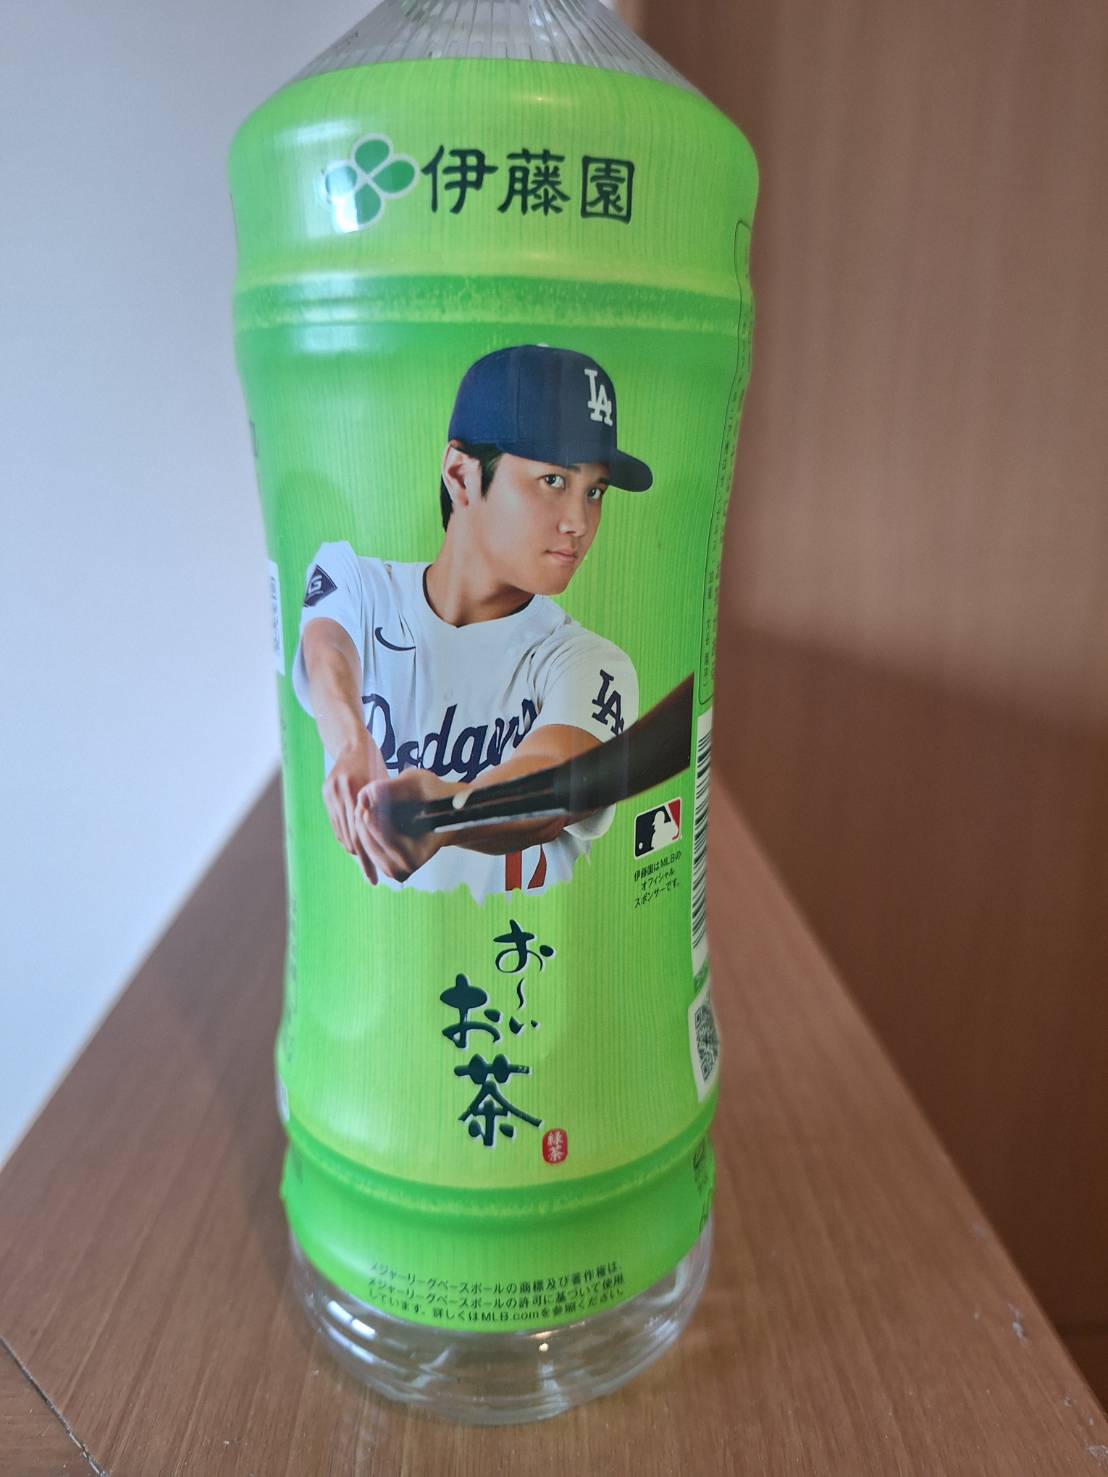 伊藤園
LA
G
Dodgers
LA
17
伊藤園はMLBの
オフィシャル
スポンサーです。
お～い
お茶
緑茶
メジャーリーグベースボールの商標及び著作権は、
メジャーリーグベースボールの許可に基づいて使用
しています。詳しくはMLB.comを参照ください。